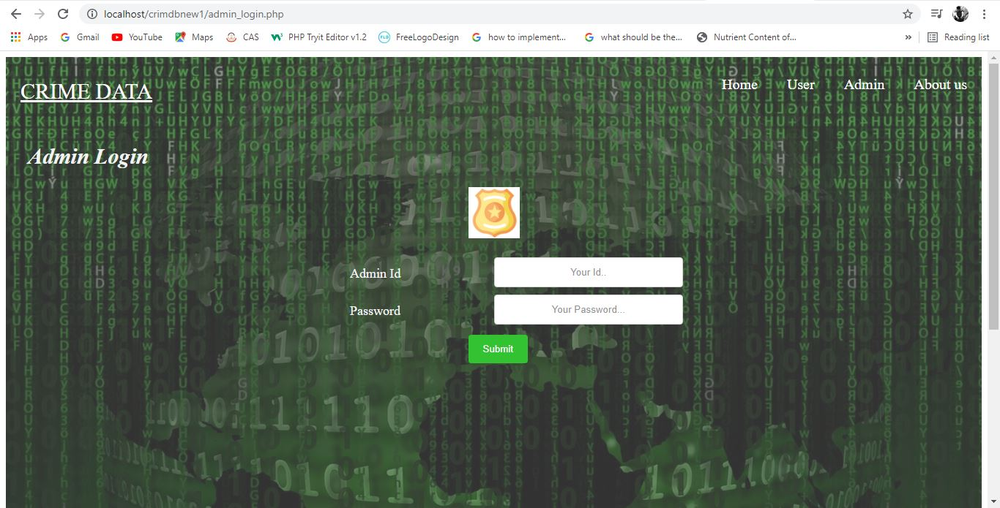 localhost/crimdbnew1/admin_login.php
Apps Gmail YouTube Maps CAS PHP Tryit Editor v1.2 FLD FreeLogoDesign how to implement... what should be the... Nutrient Content of... » Reading list
CRIME DATA
Home User Admin About us
Admin Login
Admin Id Your Id..
Password Your Password...
Submit